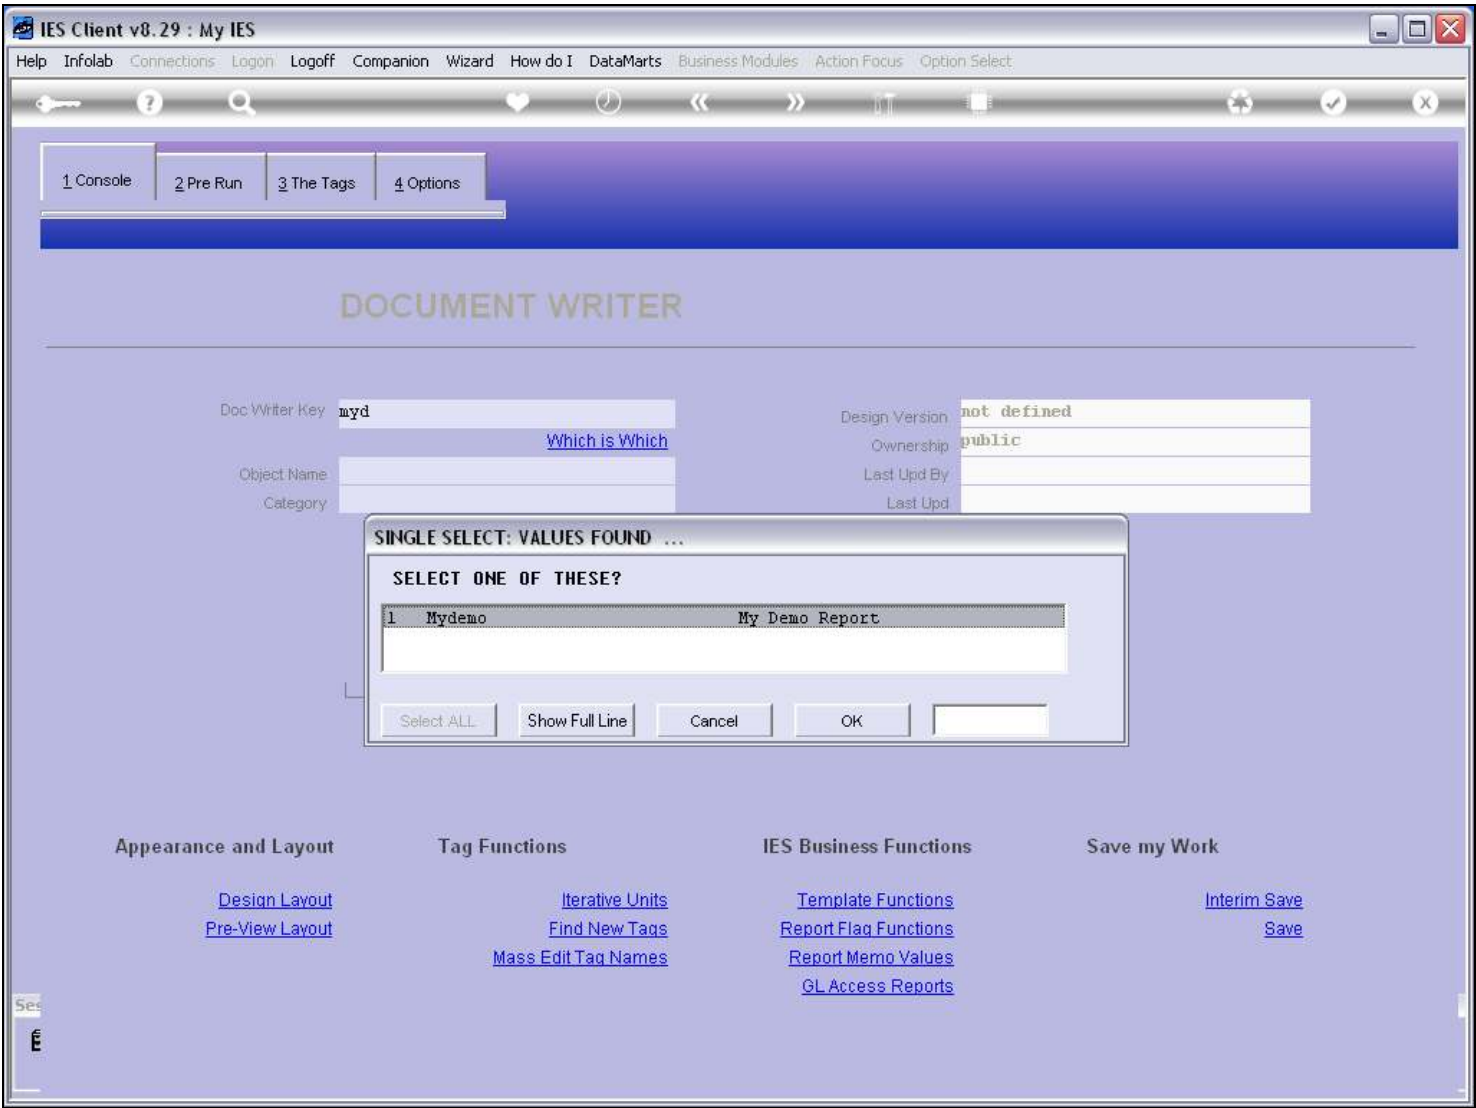 IES Client v8.29 : My IES
Help Infolab Connections Logon Logoff Companion Wizard How do I DataMarts Business Modules Action Focus Option Select
1 Console 2 Pre Run 3 The Tags 4 Options
DOCUMENT WRITER
Doc Writer Key myd
Design Version not defined
Which is Which
Ownership public
Object Name
Last Upd By
Category
Last Upd
SINGLE SELECT: VALUES FOUND ...
SELECT ONE OF THESE?
1 Mydemo My Demo Report
Select ALL Show Full Line Cancel OK
Appearance and Layout Tag Functions IES Business Functions Save my Work
Design Layout Iterative Units Template Functions Interim Save
Pre-View Layout Find New Tags Report Flag Functions Save
Mass Edit Tag Names Report Memo Values
GL Access Reports